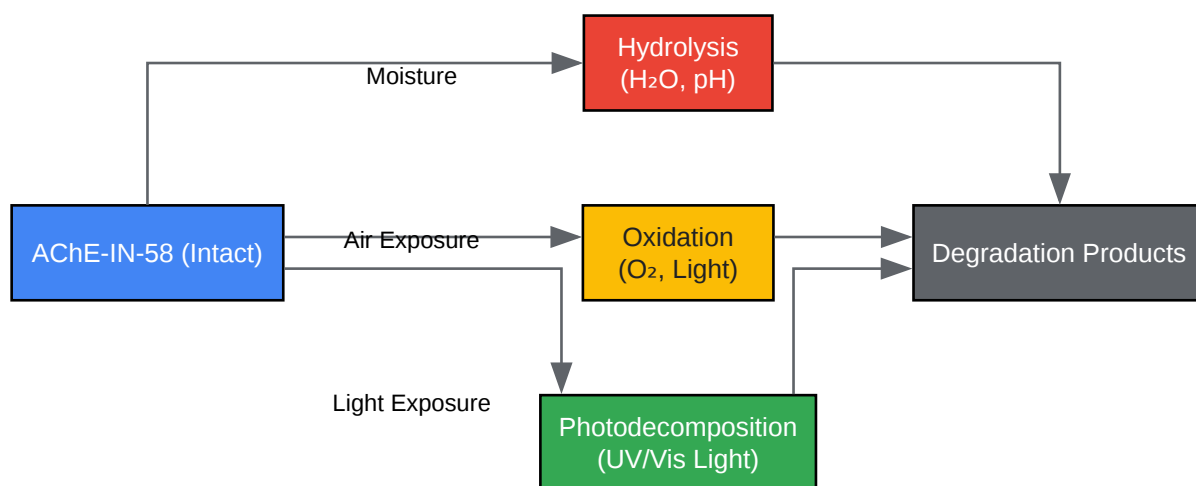 Hydrolysis
(H₂O, pH)
Moisture
AChE-IN-58 (Intact)
Air Exposure
Oxidation
(O₂, Light)
Degradation Products
Light Exposure
Photodecomposition
(UV/Vis Light)